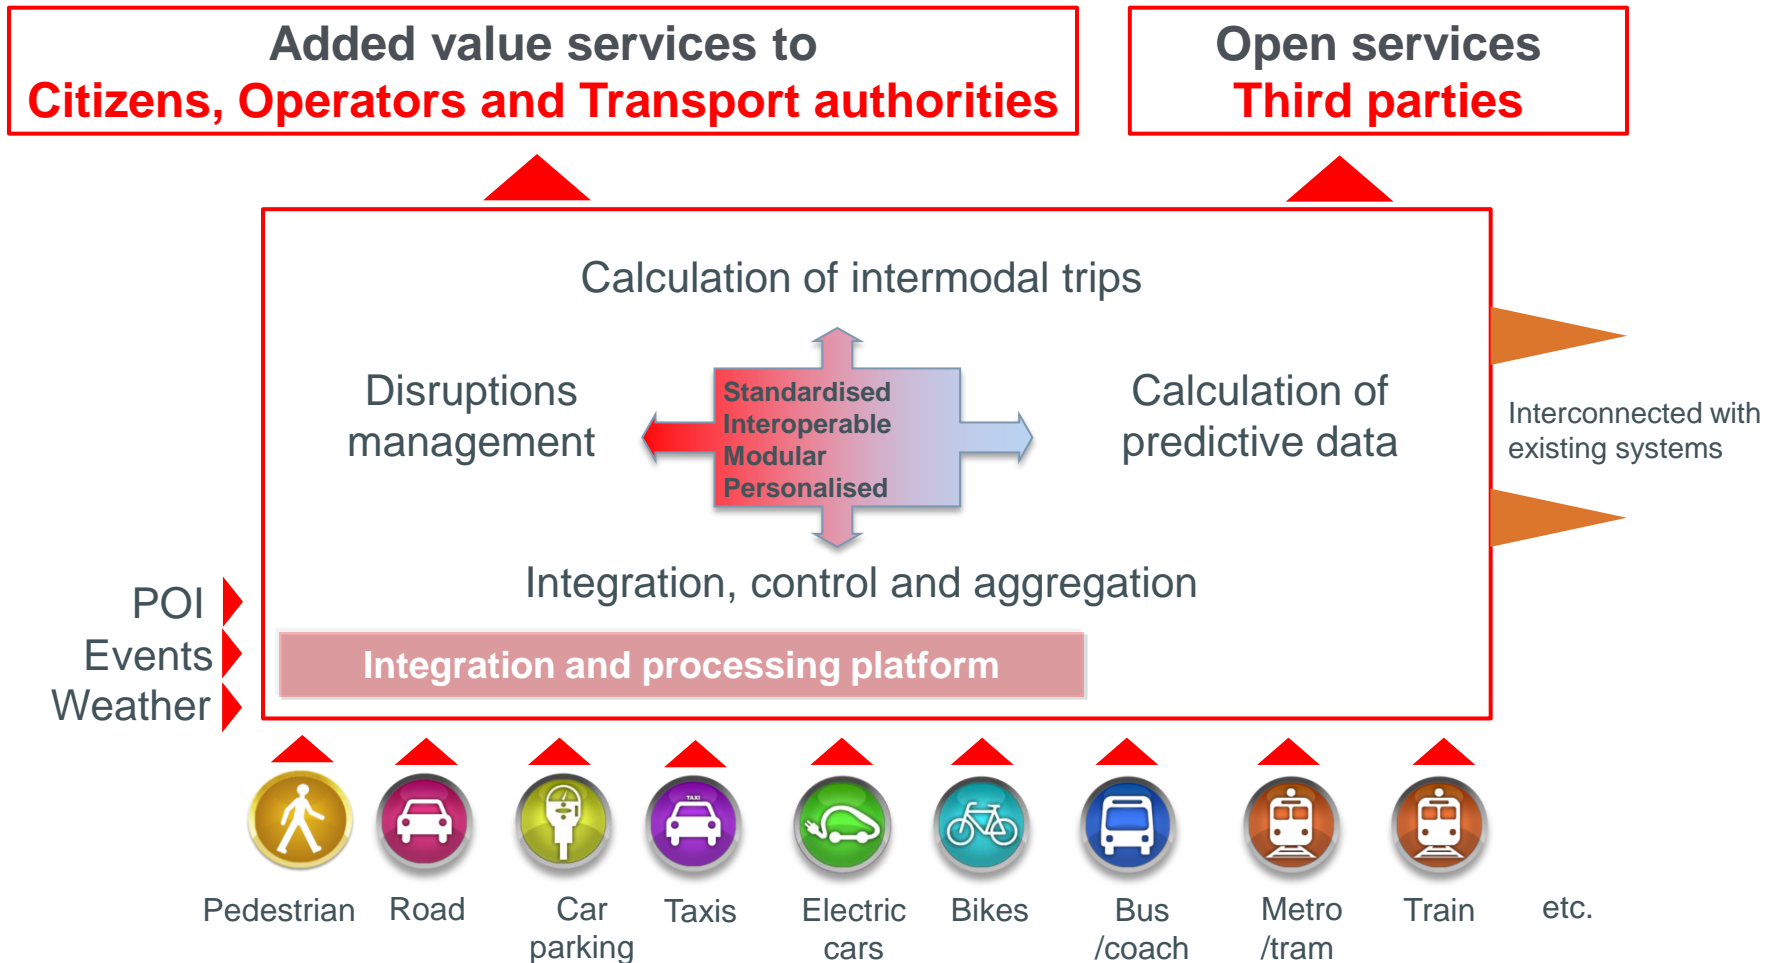 Added value services to
Citizens, Operators and Transport authorities
Open services
Third parties
Calculation of intermodal trips
Disruptions
management
Standardised
Interoperable
Modular
Personalised
Calculation of
predictive data
Interconnected with
existing systems
Integration, control and aggregation
POI
Events
Weather
Integration and processing platform
TAXI
Pedestrian
Road
Car
parking
Taxis
Electric
cars
Bikes
Bus
/coach
Metro
/tram
Train
etc.